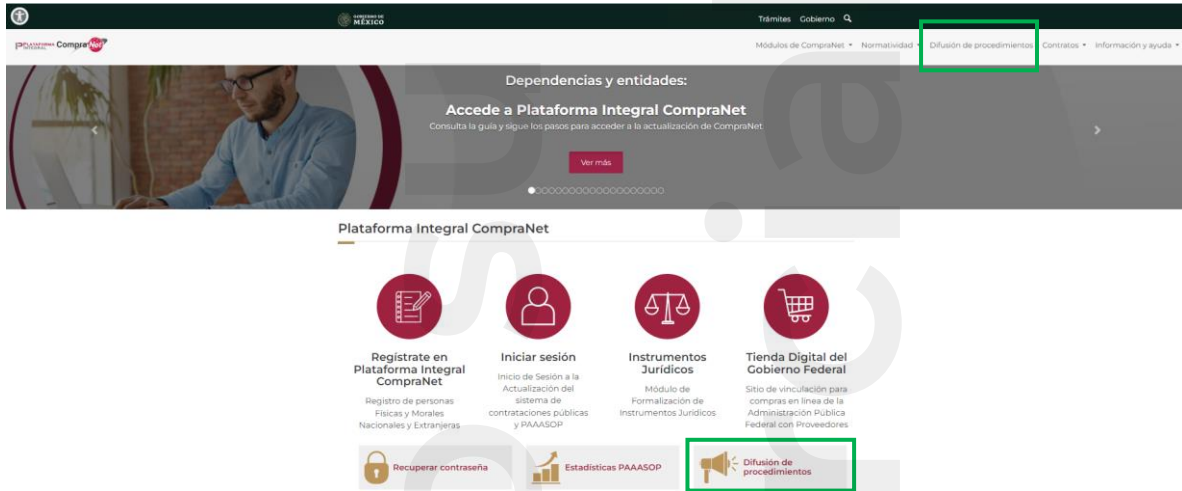 GOBIERNO DE
MÉXICO
Trámites Gobierno
PLATAFORMA INTEGRAL CompraNet
Módulos de CompraNet Normatividad Difusión de procedimientos Contratos Información y ayuda
Dependencias y entidades:
Accede a Plataforma Integral CompraNet
Consulta la guía y sigue los pasos para acceder a la actualización de CompraNet
Ver más
Plataforma Integral CompraNet
Regístrate en
Plataforma Integral
CompraNet
Registro de personas
Físicas y Morales
Nacionales y Extranjeras
Iniciar sesión
Inicio de Sesión a la
Actualización del
sistema de
contrataciones públicas
y PAAASOP
Instrumentos
Jurídicos
Módulo de
Formalización de
Instrumentos Jurídicos
Tienda Digital del
Gobierno Federal
Sitio de vinculación para
compras en línea de la
Administración Pública
Federal con Proveedores
Recuperar contraseña
Estadísticas PAAASOP
Difusión de
procedimientos